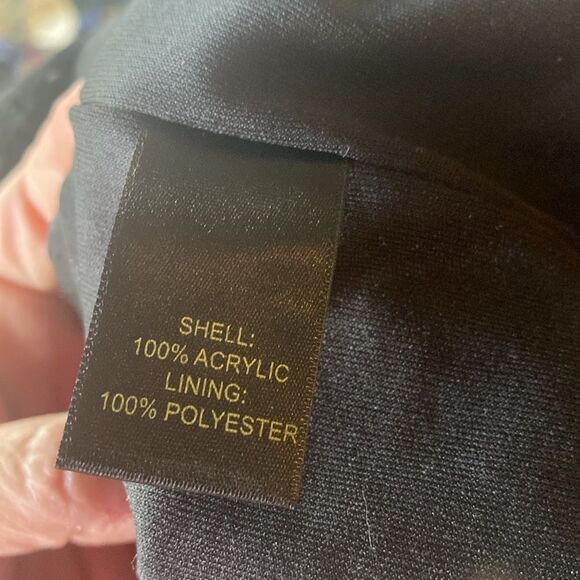 SHELL:
100% ACRYLIC
LINING:
100% POLYESTER